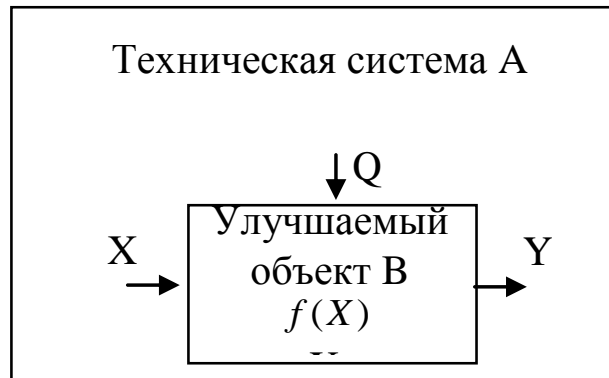 Техническая система А
Q
X
Улучшаемый
объект В
Y
f(X)